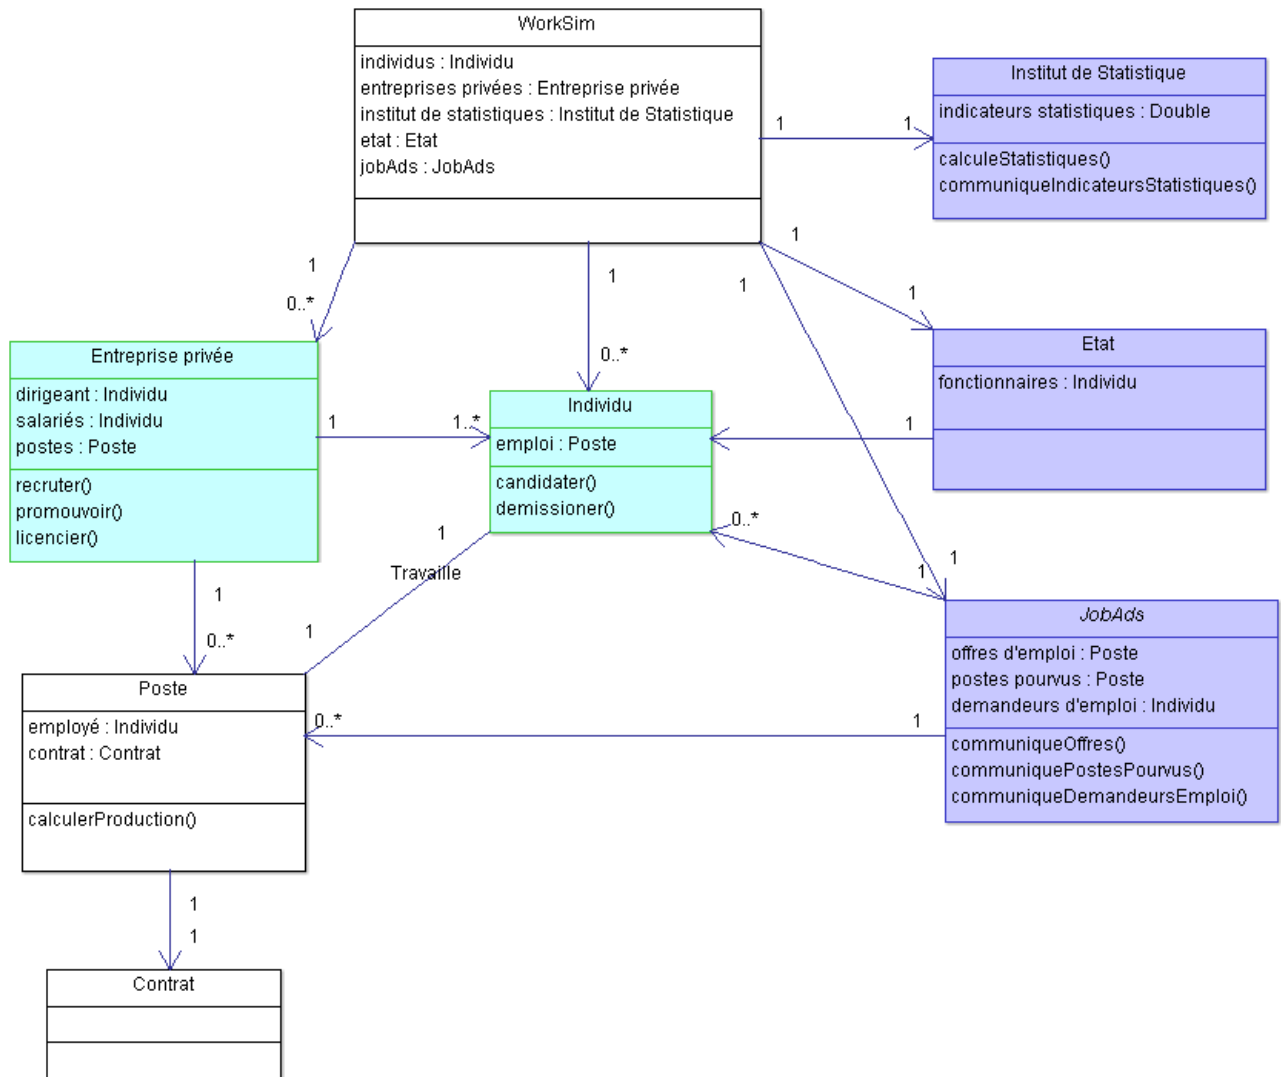 WorkSim
individus : Individu
entreprises privées : Entreprise privée
institut de statistiques : Institut de Statistique
etat : Etat
jobAds : JobAds
Institut de Statistique
indicateurs statistiques : Double
calculeStatistiques()
communiqueIndicateursStatistiques()
1
1
1
0..*
1
0..*
1
1
1
1
Entreprise privée
dirigeant : Individu
salariés : Individu
postes : Poste
recruter()
promouvoir()
licencier()
1
1..*
Individu
emploi : Poste
candidater()
demissioner()
Etat
fonctionnaires : Individu
1
0..*
1
1
Travaille
1
1
0..*
Poste
employé : Individu
contrat : Contrat
calculerProduction()
0..*
1
JobAds
offres d'emploi : Poste
postes pourvus : Poste
demandeurs d'emploi : Individu
communiqueOffres()
communiquePostesPourvus()
communiqueDemandeursEmploi()
1
1
Contrat